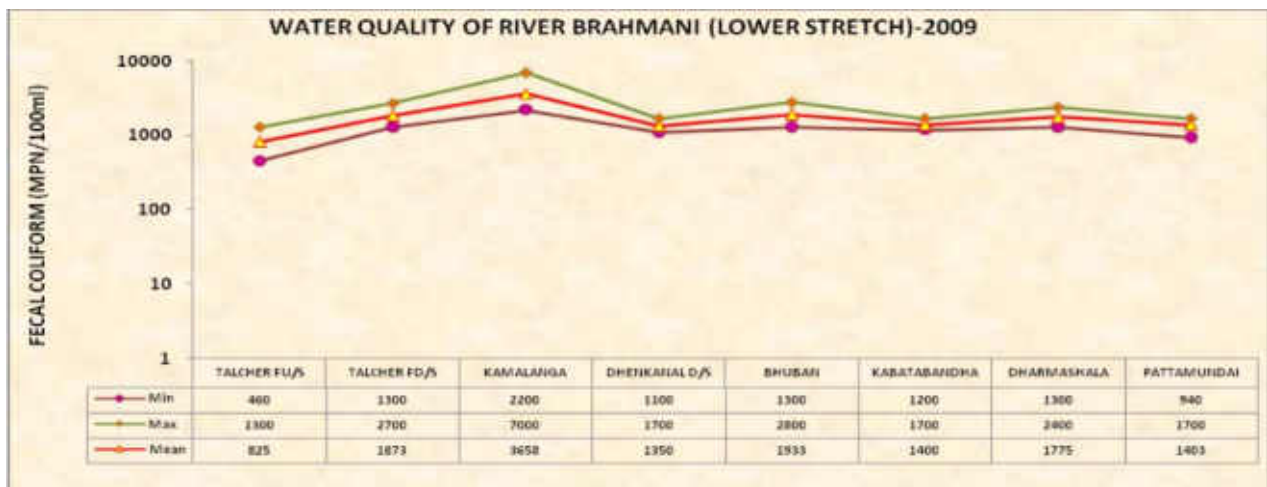 WATER QUALITY OF RIVER BRAHMANI (LOWER STRETCH)-2009
FECAL COLIFORM (MPN/100ml)
10000
1000
100
10
1
TALCHER FU/S TALCHER FD/S KAMALANGA DHENKANAL D/S BHUBAN KABATABANDHA DHARMASHALA PATTAMUNDAI
Min 460 1300 2200 1100 1300 1200 1300 940
Max 1300 2700 7000 1700 2800 1700 2400 1700
Mean 825 1873 3658 1350 1933 1400 1775 1403